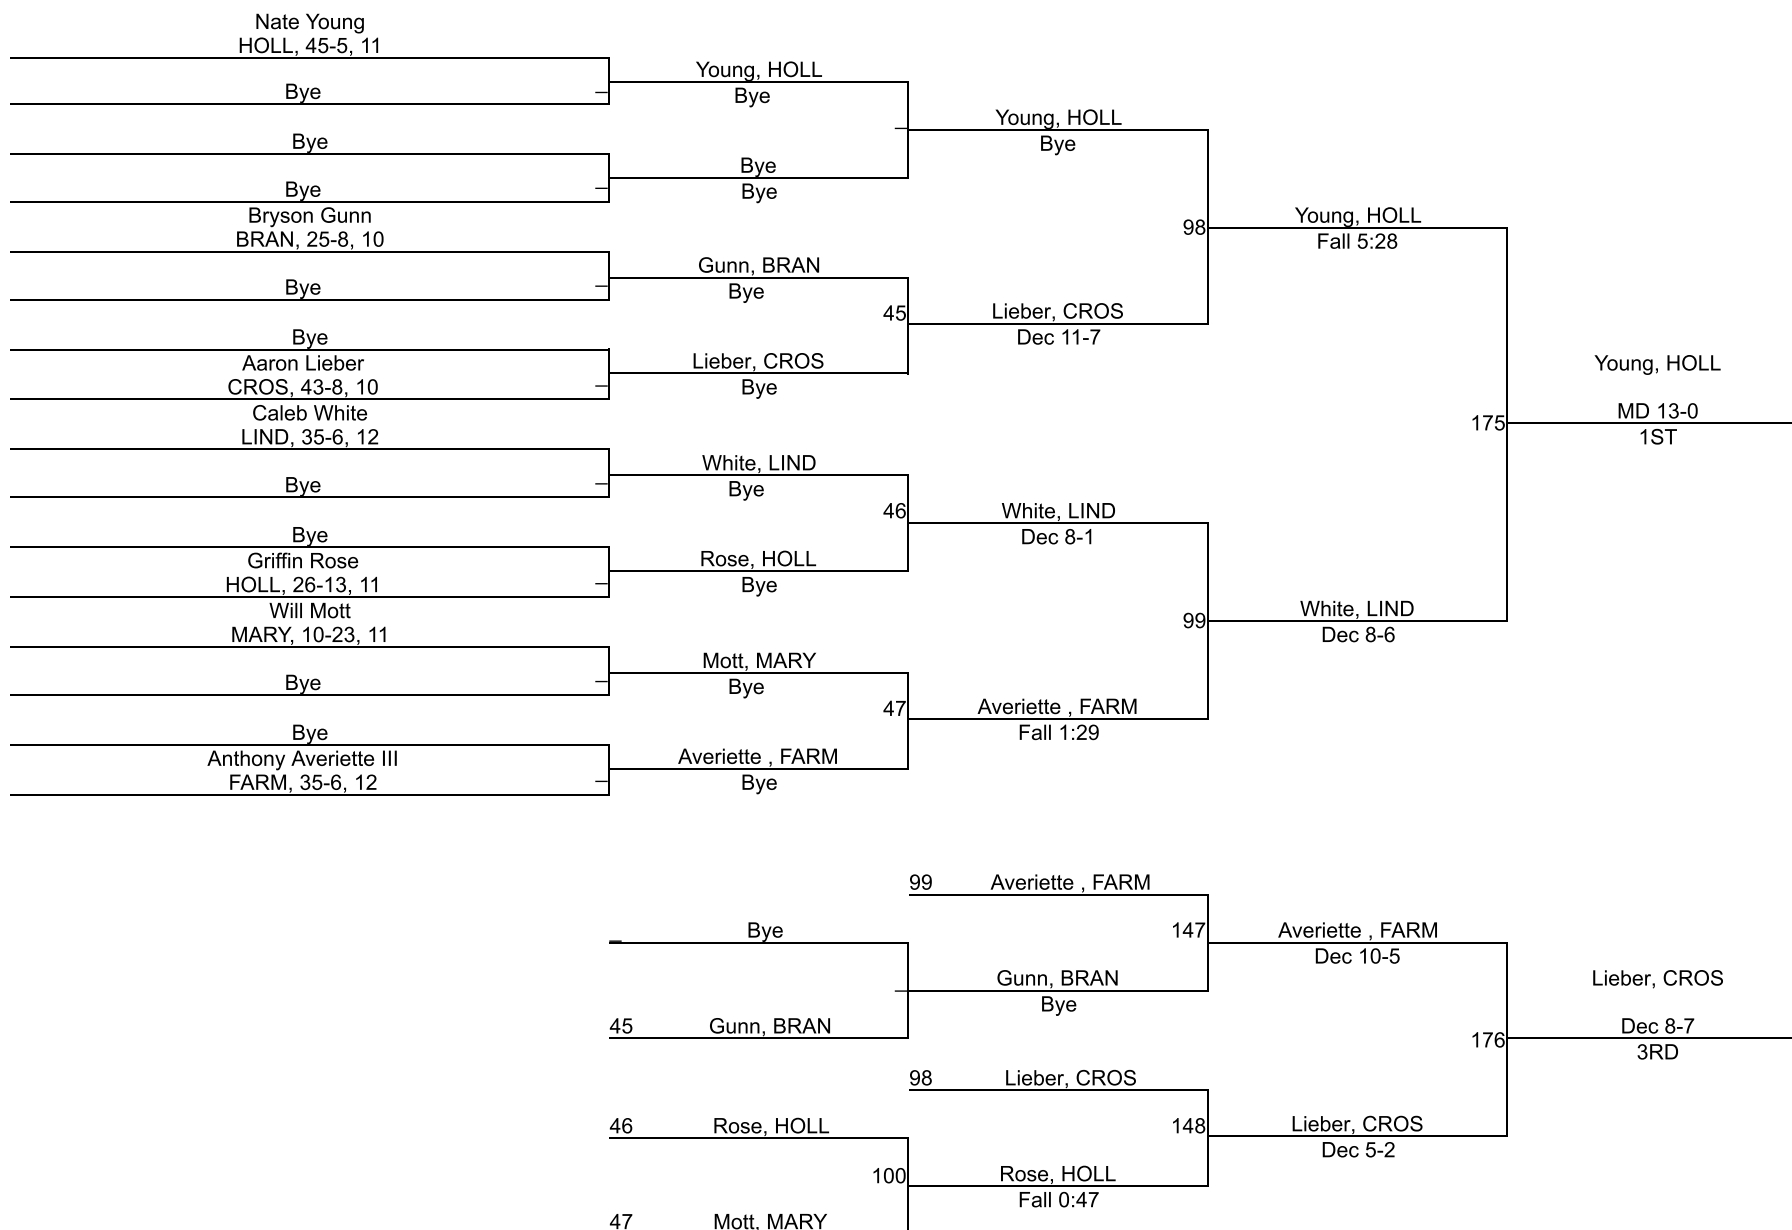 Nate Young
HOLL, 45-5, 11
Bye
Bye
Bye
Bryson Gunn
BRAN, 25-8, 10
Bye
Bye
Aaron Lieber
CROS, 43-8, 10
Caleb White
LIND, 35-6, 12
Bye
Bye
Griffin Rose
HOLL, 26-13, 11
Will Mott
MARY, 10-23, 11
Bye
Bye
Anthony Averiette III
FARM, 35-6, 12
Young, HOLL
Bye
Bye
Bye
Gunn, BRAN
Bye
45
Lieber, CROS
Bye
White, LIND
Bye
46
Rose, HOLL
Bye
Mott, MARY
Bye
47
Averiette , FARM
Bye
Young, HOLL
Bye
98
Lieber, CROS
Dec 11-7
White, LIND
Dec 8-1
99
Averiette , FARM
Fall 1:29
Young, HOLL
Fall 5:28
175
White, LIND
Dec 8-6
Young, HOLL
MD 13-0
1ST
99 Averiette , FARM
Bye
147
Gunn, BRAN
Bye
45 Gunn, BRAN
Averiette , FARM
Dec 10-5
98 Lieber, CROS
46 Rose, HOLL
148
100
Rose, HOLL
Fall 0:47
47 Mott, MARY
Lieber, CROS
Dec 5-2
176
Lieber, CROS
Dec 8-7
3RD